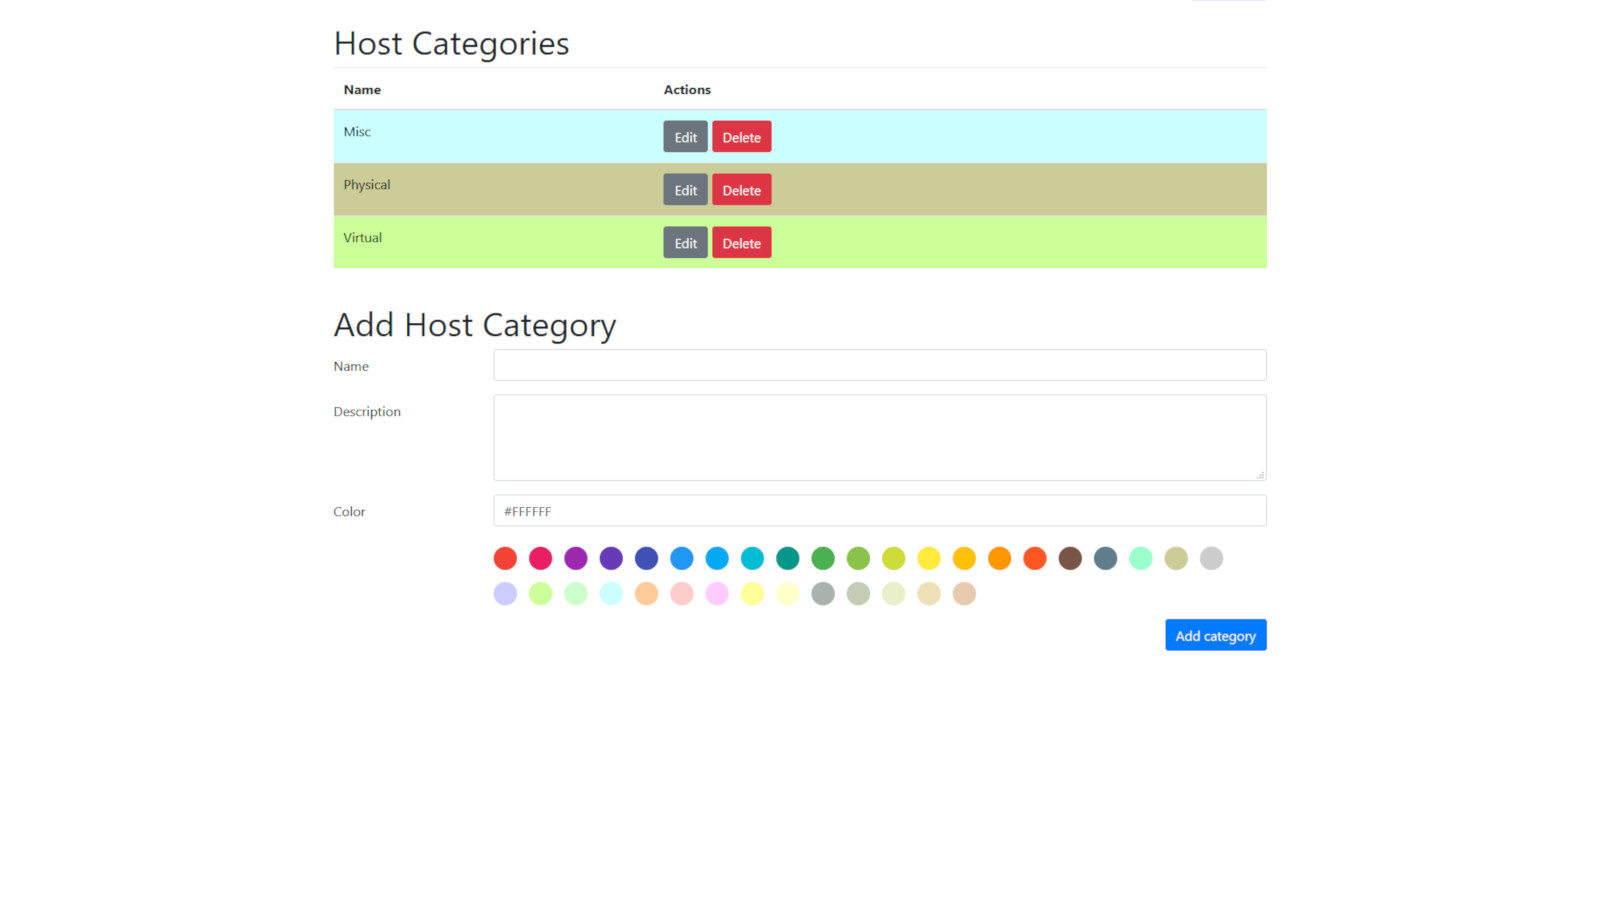 Host Categories
Name Actions
Misc Edit Delete
Physical Edit Delete
Virtual Edit Delete
Add Host Category
Name
Description
Color #FFFFFF
Add category